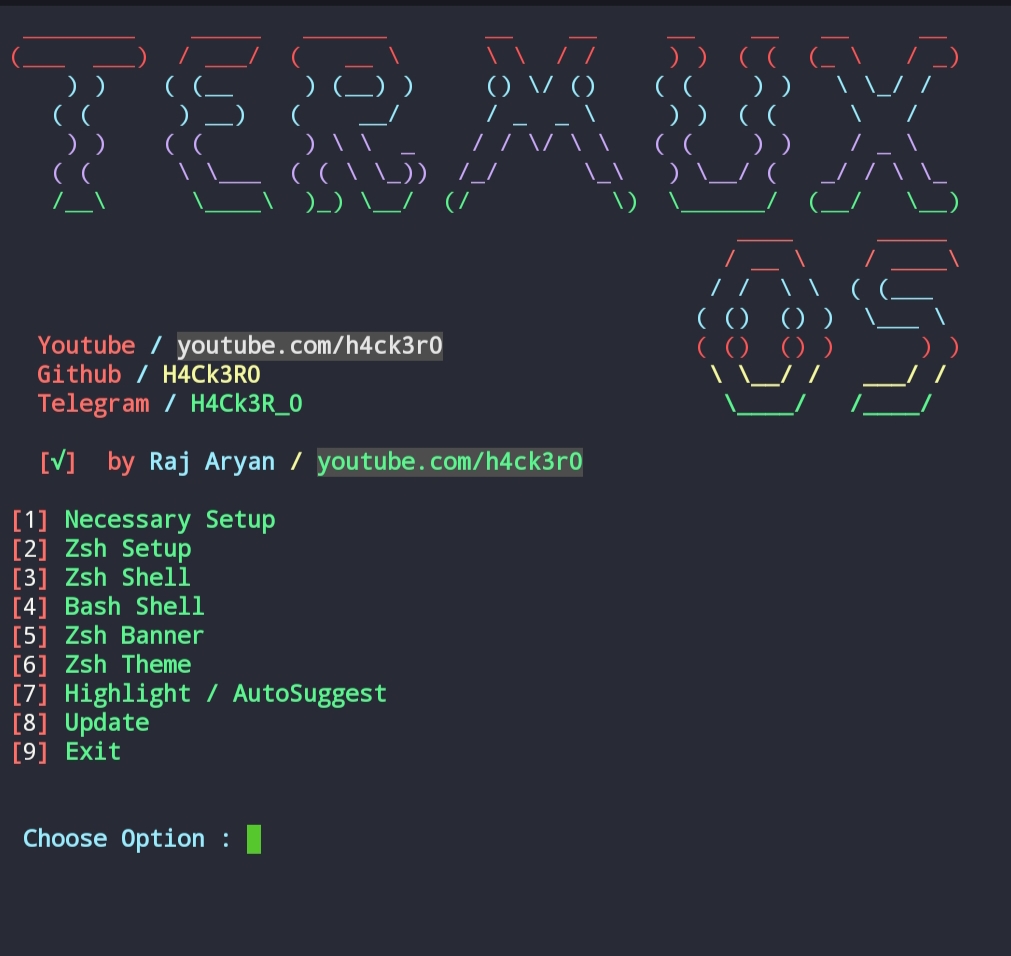 TERMUX
OS
Youtube / youtube.com/h4ck3r0
Github / H4Ck3R0
Telegram / H4Ck3R_0
[√] by Raj Aryan / youtube.com/h4ck3r0
[1] Necessary Setup
[2] Zsh Setup
[3] Zsh Shell
[4] Bash Shell
[5] Zsh Banner
[6] Zsh Theme
[7] Highlight / AutoSuggest
[8] Update
[9] Exit
Choose Option :